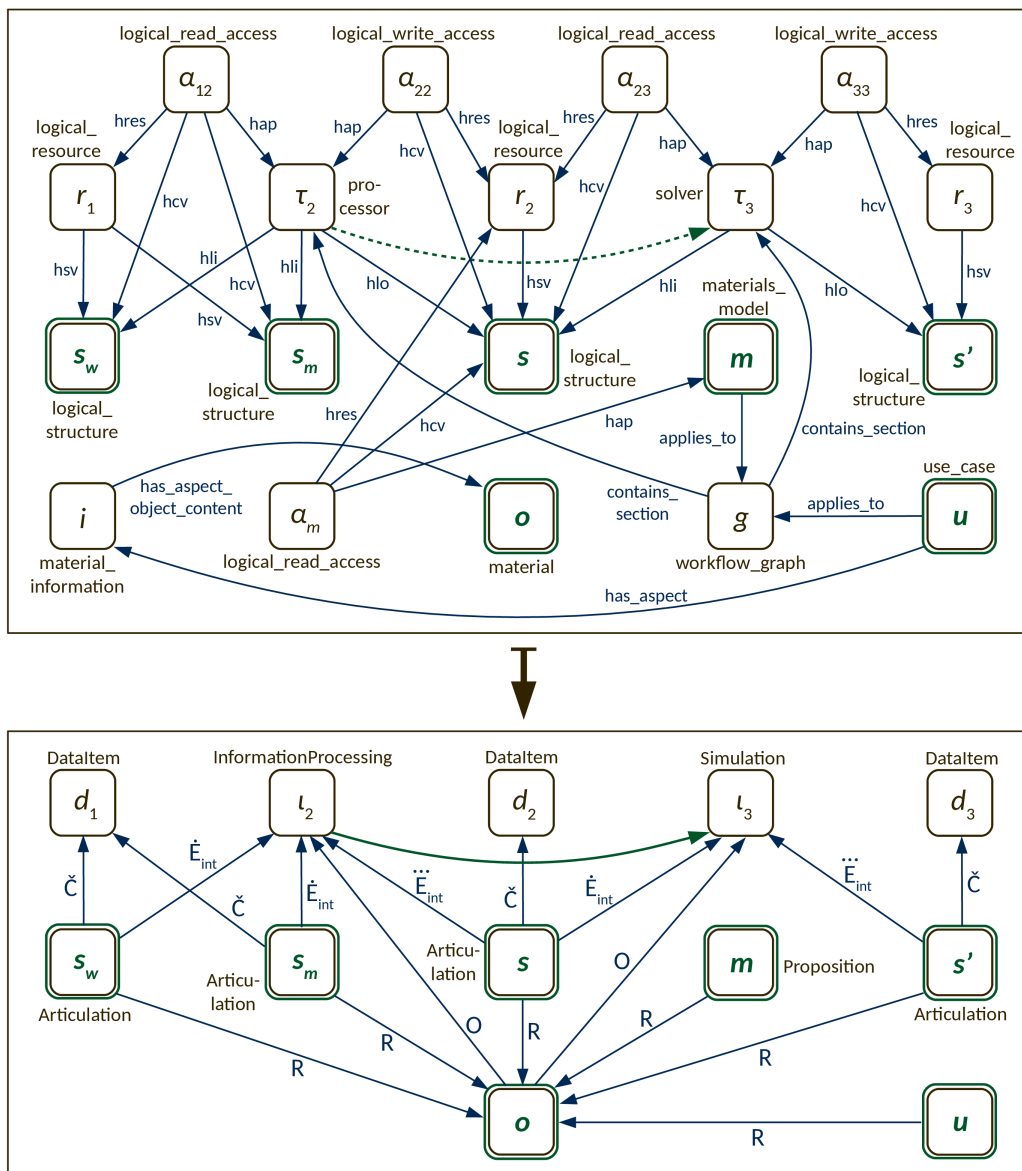 logical_read_access
logical_write_access
logical_read_access
logical_write_access
α12
α22
α23
α33
logical_
resource
hres
hap
hap
hres
logical_
resource
hres
hap
hap
hres
logical_
resource
r1
hcv
τ2
pro-
cessor
hcv
r2
hcv
solver
τ3
hcv
r3
hsv
hli
hcv
hli
hlo
hsv
hli
materials_
model
hlo
hsv
hsv
sw
sm
s
m
s’
logical_
structure
logical_
structure
logical_
structure
logical_
structure
hres
hcv
hap
applies_to
contains_section
use_case
has_aspect_
object_content
contains_
section
applies_to
i
αm
o
g
u
material_
information
logical_read_access
material
workflow_graph
has_aspect
DataItem
InformationProcessing
DataItem
Simulation
DataItem
d1
ι2
d2
ι3
d3
Č
Ėint
Č
Ėint
E⃛int
Č
Ėint
E⃛int
Č
sw
sm
s
m
s’
Articulation
Articu-
lation
Articu-
lation
Proposition
Articulation
O
R
R
O
R
R
R
o
u
R